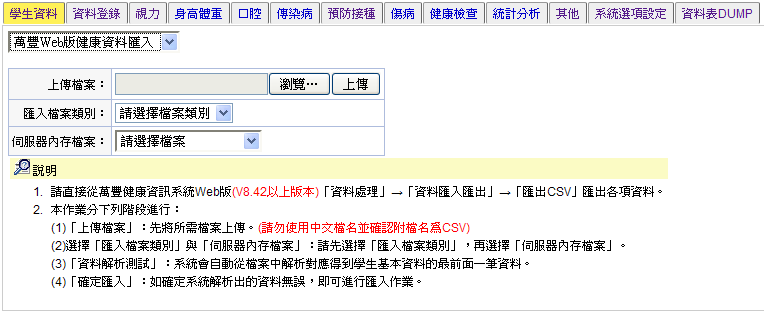 學生資料 資料登錄 視力 身高體重 口腔 傳染病 預防接種 傷病 健康檢查 統計分析 其他 系統選項設定 資料表DUMP
萬豐Web版健康資料匯入
上傳檔案： 瀏覽… 上傳
匯入檔案類別： 請選擇檔案類別
伺服器內存檔案： 請選擇檔案
說明
1. 請直接從萬豐健康資訊系統Web版(V8.42以上版本)「資料處理」→「資料匯入匯出」→「匯出CSV」匯出各項資料。
2. 本作業分下列階段進行：
(1)「上傳檔案」：先將所需檔案上傳。(請勿使用中文檔名並確認附檔名爲CSV)
(2)選擇「匯入檔案類別」與「伺服器內存檔案」：請先選擇「匯入檔案類別」，再選擇「伺服器內存檔案」。
(3)「資料解析測試」：系統會自動從檔案中解析對應得到學生基本資料的最前面一筆資料。
(4)「確定匯入」：如確定系統解析出的資料無誤，即可進行匯入作業。